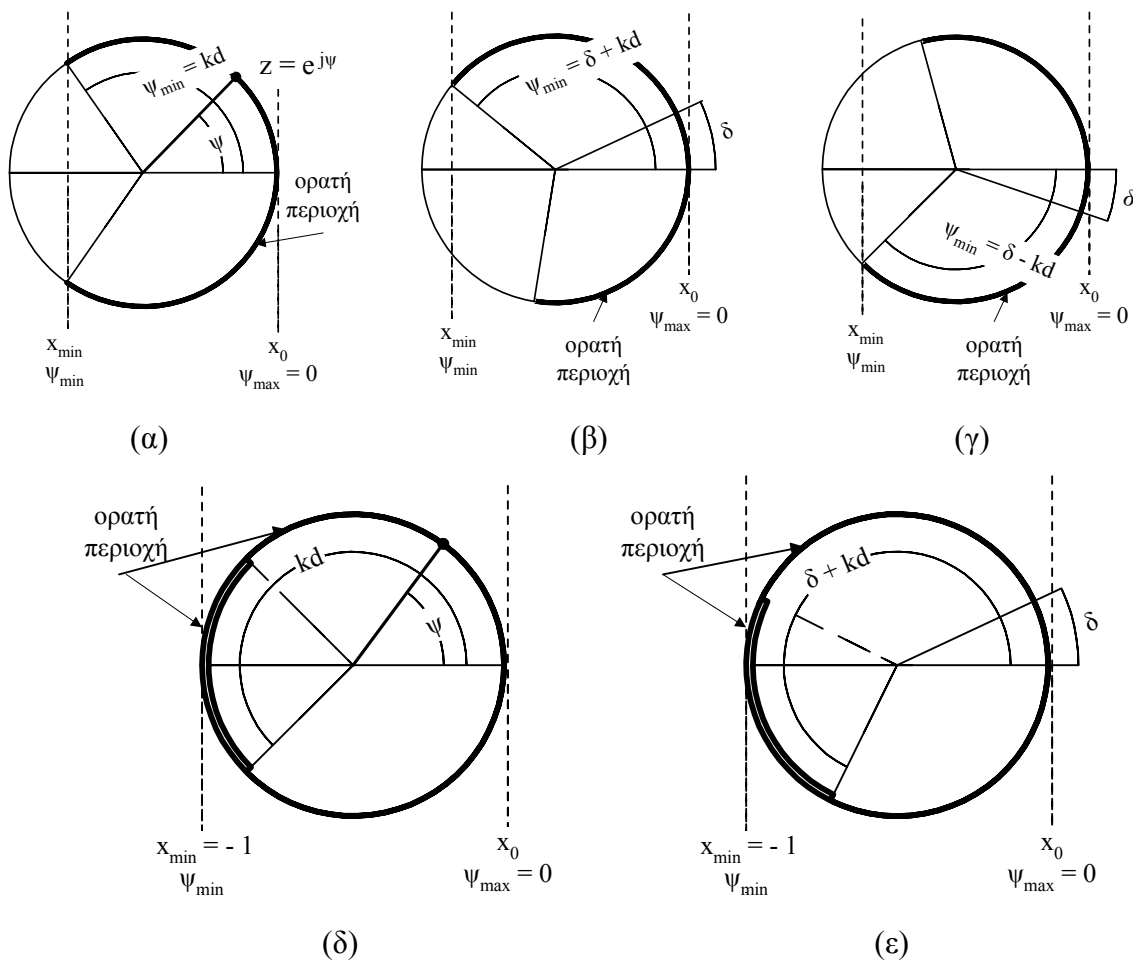 ψmin = kd
z = e jψ
ψ
ορατή
περιοχή
xmin
ψmin
x0
ψmax = 0
(α)
ψmin = δ + kd
δ
xmin
ψmin
ορατή
περιοχή
x0
ψmax = 0
(β)
δ
ψmin = δ - kd
xmin
ψmin
ορατή
περιοχή
x0
ψmax = 0
(γ)
ορατή
περιοχή
kd
ψ
xmin = - 1
ψmin
x0
ψmax = 0
(δ)
ορατή
περιοχή
δ + kd
δ
xmin = - 1
ψmin
x0
ψmax = 0
(ε)